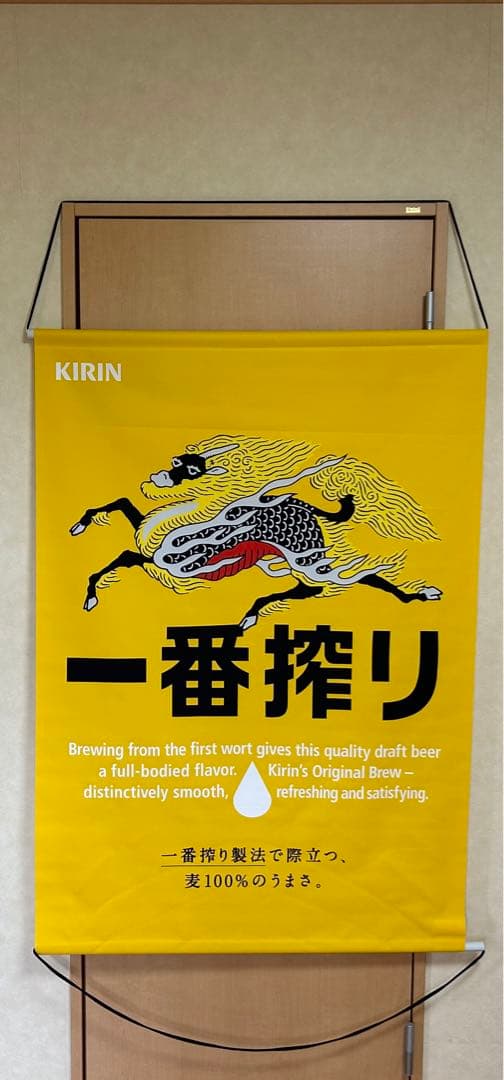 KIRIN
一番搾り
Brewing from the first wort gives this quality draft beer
a full-bodied flavor. Kirin's Original Brew –
distinctively smooth, refreshing and satisfying.
一番搾り製法で際立つ、
麦100%のうまさ。